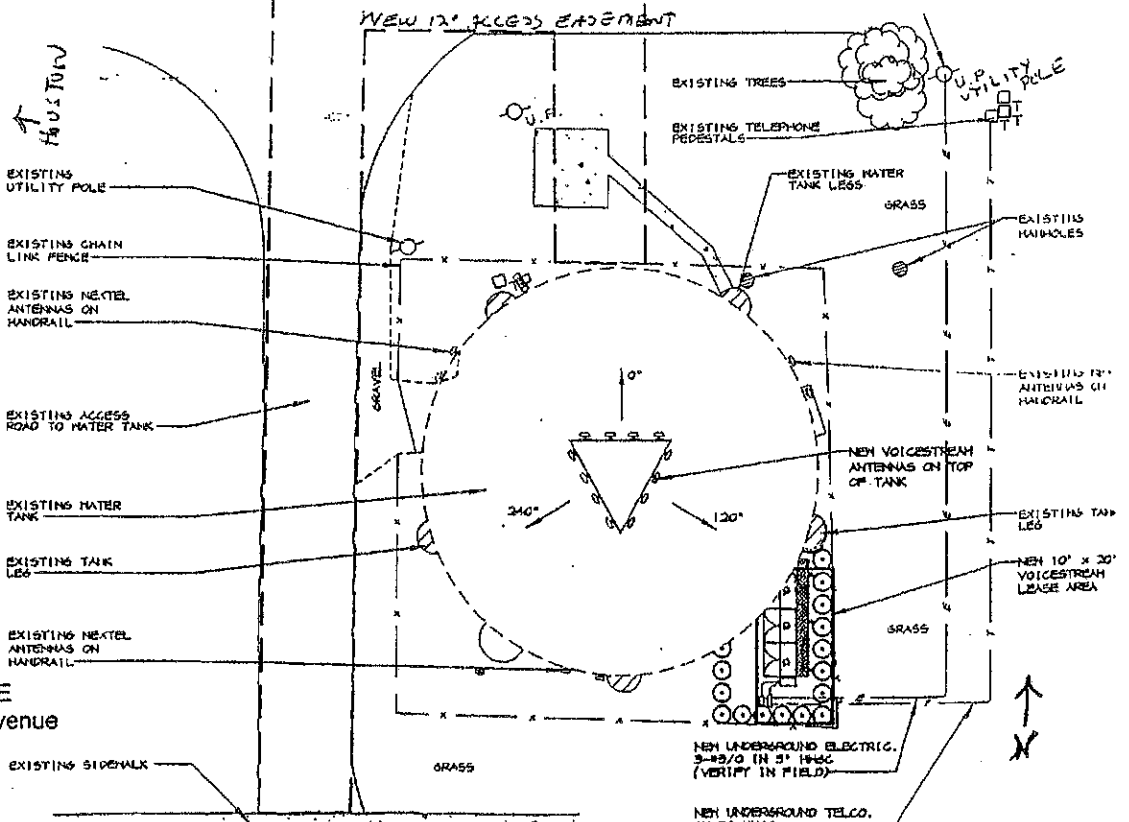 NEW 12' ACCESS EASEMENT
↑ HOUSTON
EXISTING TREES
U.P.
UTILITY POLE
U.P.
EXISTING TELEPHONE
PEDESTALS
EXISTING
UTILITY POLE
EXISTING WATER
TANK LEGS
GRASS
EXISTING
MANHOLES
EXISTING CHAIN
LINK FENCE
EXISTING NEXTEL
ANTENNAS ON
HANDRAIL
GRAVEL
0°
EXISTING
ANTENNAS ON
HANDRAIL
EXISTING ACCESS
ROAD TO WATER TANK
NEW VOICESTREAM
ANTENNAS ON TOP
OF TANK
EXISTING WATER
TANK
240°
120°
EXISTING TANK
LEG
EXISTING TANK
LEG
NEW 10' x 20'
VOICESTREAM
LEASE AREA
EXISTING NEXTEL
ANTENNAS ON
HANDRAIL
GRASS
E
venue
N
EXISTING SIDEWALK
GRASS
NEW UNDERGROUND ELECTRIC.
(VERIFY IN FIELD)
NEW UNDERGROUND TELCO.